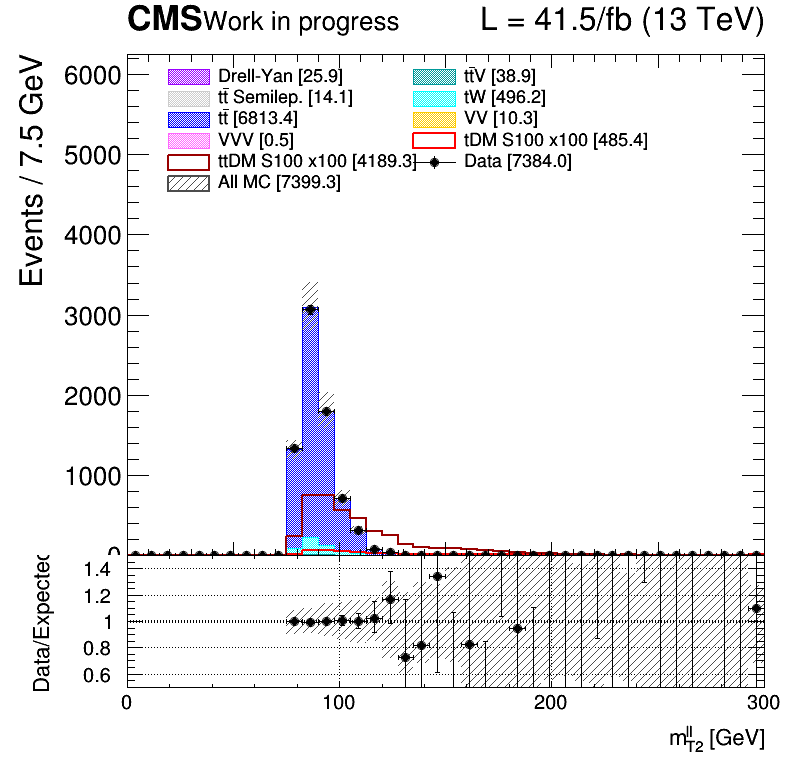 CMS Work in progress L = 41.5/fb (13 TeV)
Events / 7.5 GeV
6000
5000
4000
3000
2000
1000
0
Drell-Yan [25.9]
tt̄V [38.9]
tt̄ Semilep. [14.1]
tW [496.2]
tt̄ [6813.4]
VV [10.3]
VVV [0.5]
tDM S100 x100 [485.4]
ttDM S100 x100 [4189.3]
Data [7384.0]
All MC [7399.3]
Data/Expected
1.4
1.2
1
0.8
0.6
0 100 200 300
m_T2^ll [GeV]